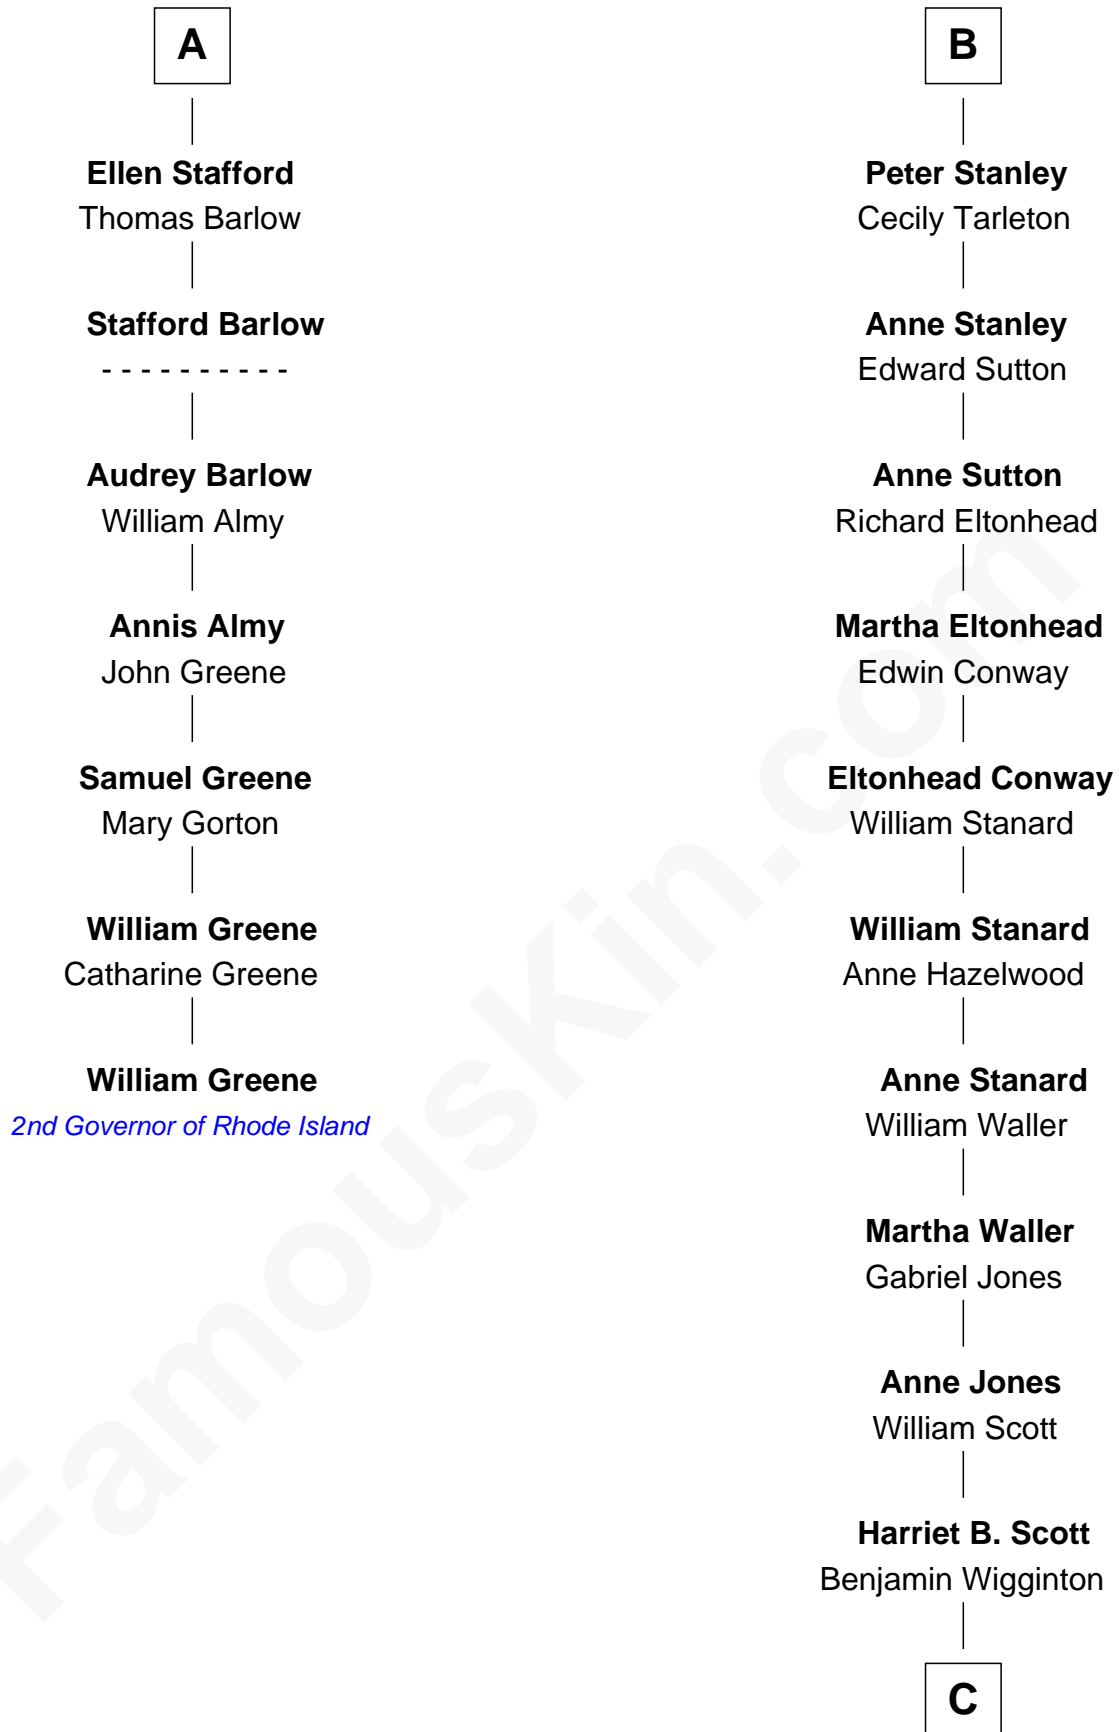 A
Ellen Stafford
Thomas Barlow
Stafford Barlow
- - - - - - - - - -
Audrey Barlow
William Almy
Annis Almy
John Greene
Samuel Greene
Mary Gorton
William Greene
Catharine Greene
William Greene
2nd Governor of Rhode Island
B
Peter Stanley
Cecily Tarleton
Anne Stanley
Edward Sutton
Anne Sutton
Richard Eltonhead
Martha Eltonhead
Edwin Conway
Eltonhead Conway
William Stanard
William Stanard
Anne Hazelwood
Anne Stanard
William Waller
Martha Waller
Gabriel Jones
Anne Jones
William Scott
Harriet B. Scott
Benjamin Wigginton
C
FamousKin.com